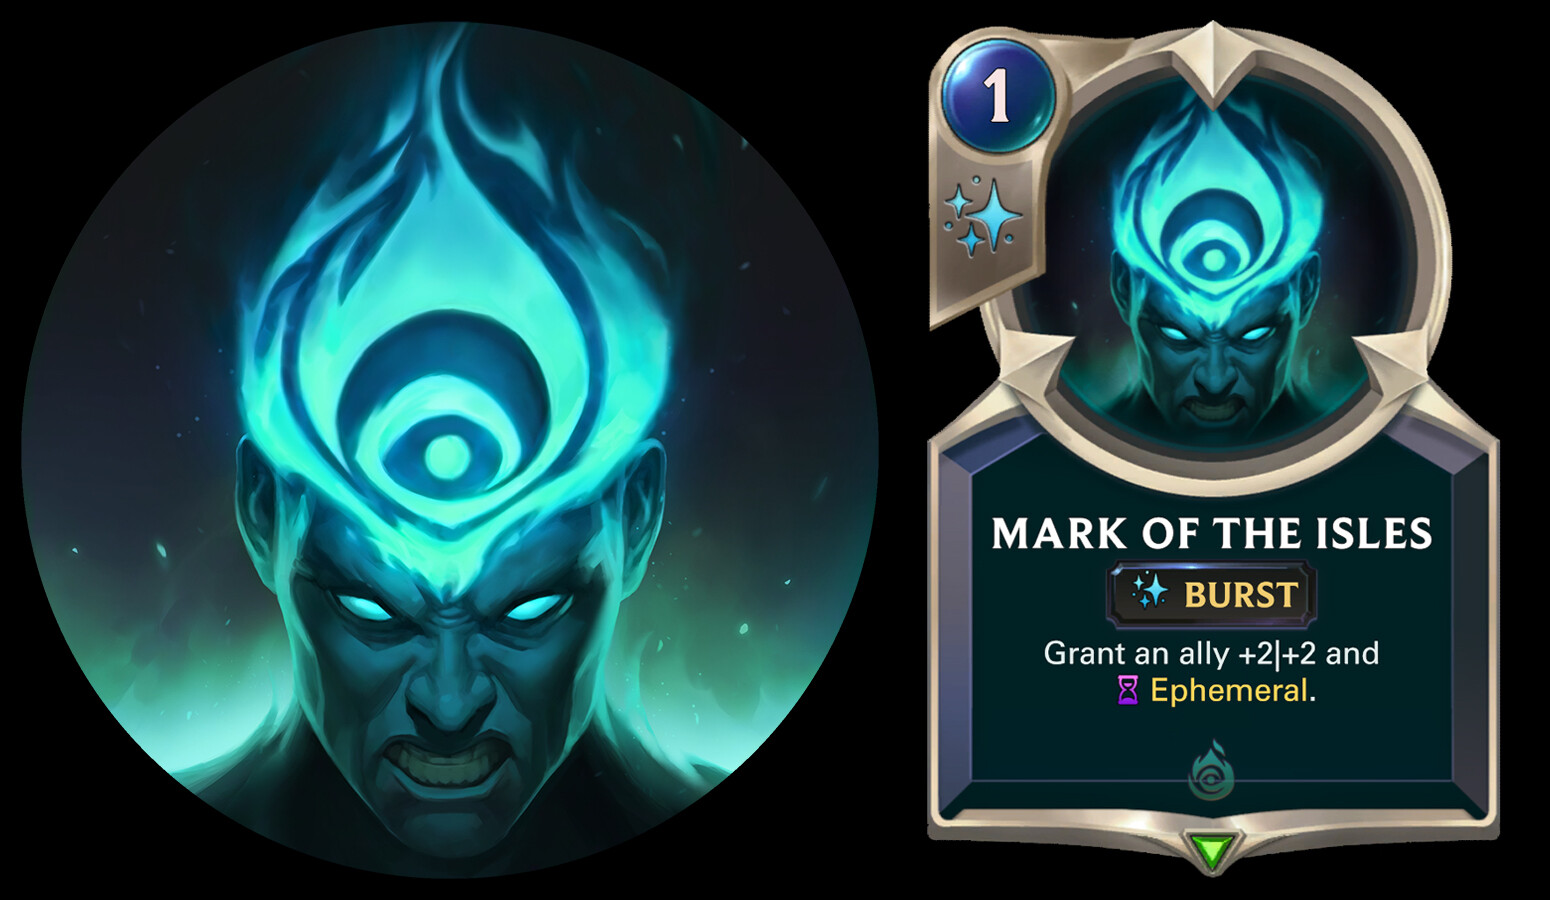 1
MARK OF THE ISLES
BURST
Grant an ally +2|+2 and
Ephemeral.